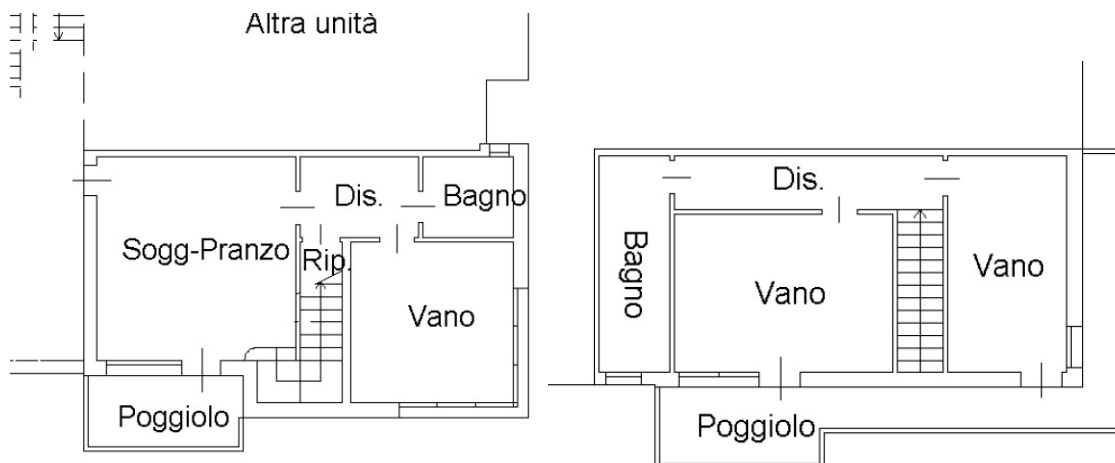 Altra unità
Dis.
Bagno
Sogg-Pranzo
Rip.
Vano
Poggiolo
Dis.
Bagno
Vano
Vano
Poggiolo